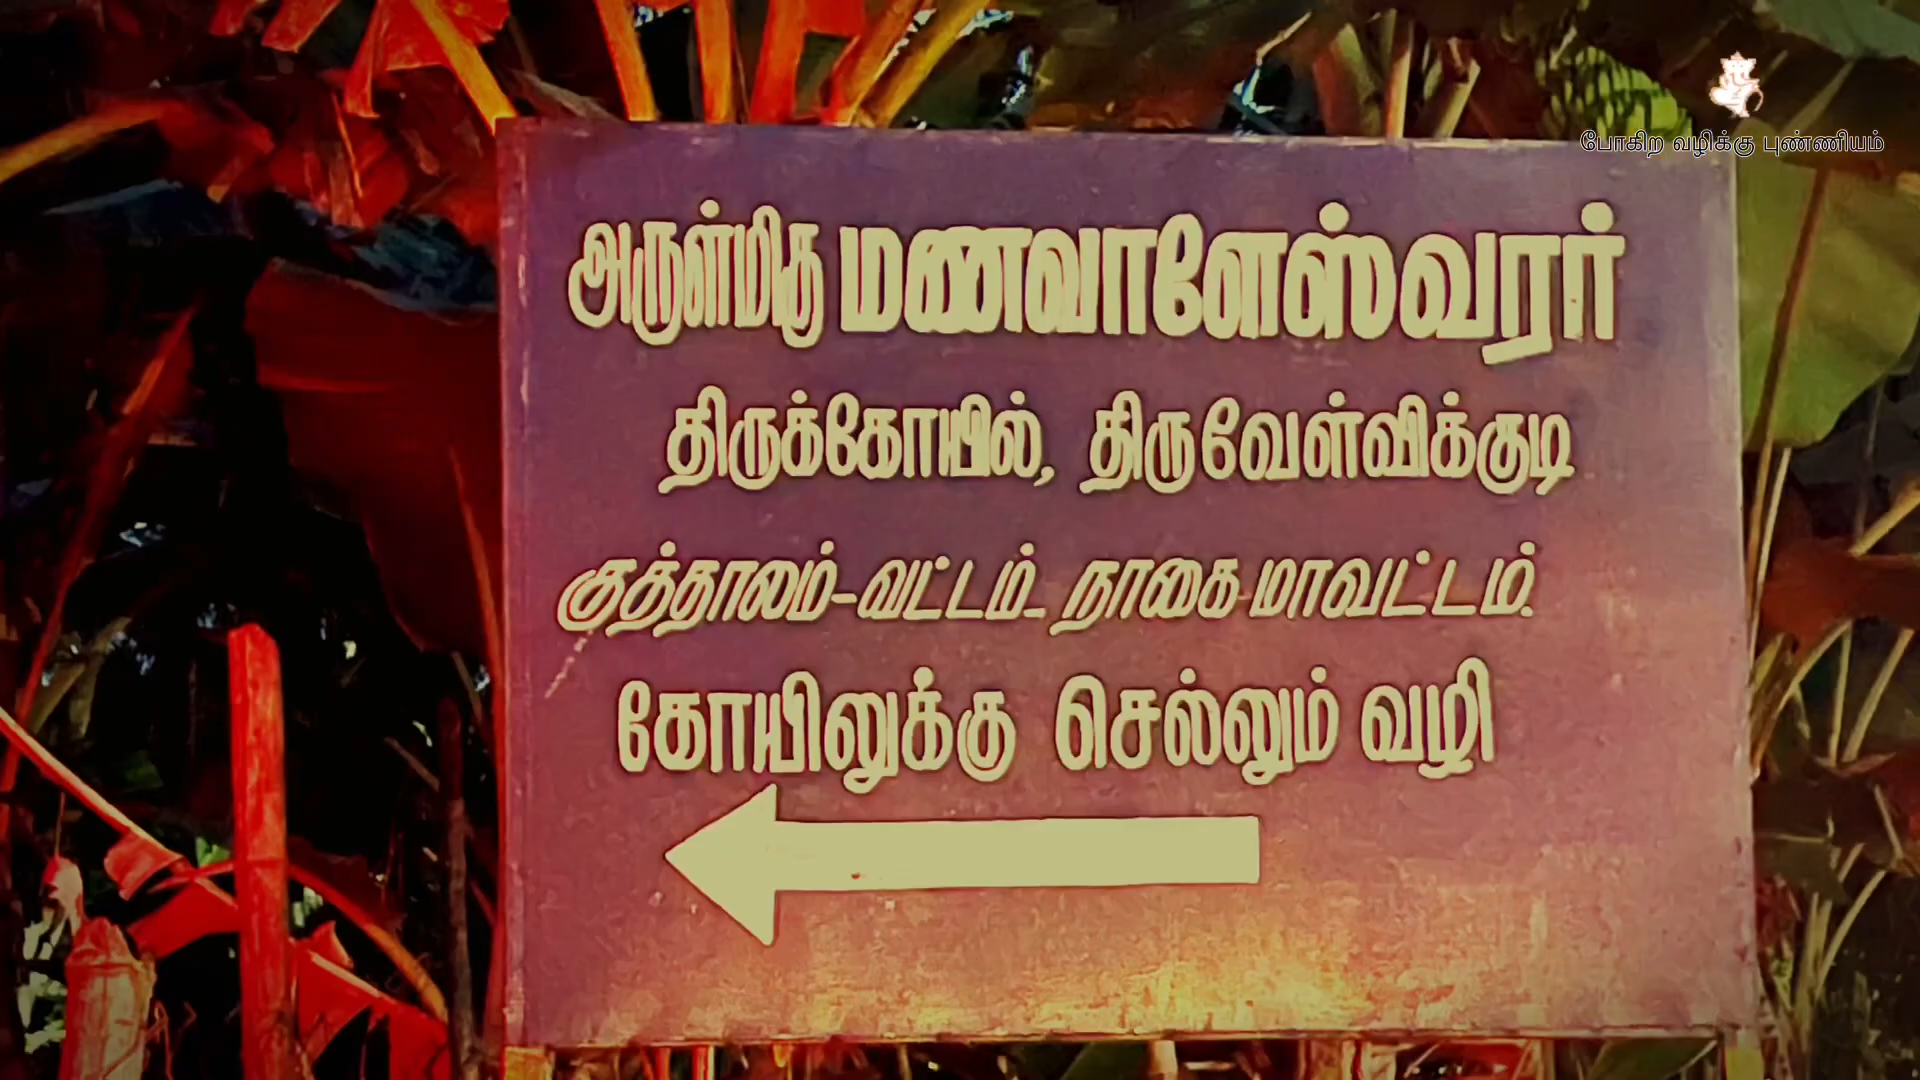 போகிற வழிக்கு புண்ணியம்
அருள்மிகு மணவாளேஸ்வரர்
திருக்கோயில், திருவேள்விக்குடி
குத்தாலம்-வட்டம்- நாகை மாவட்டம்.
கோயிலுக்கு செல்லும் வழி